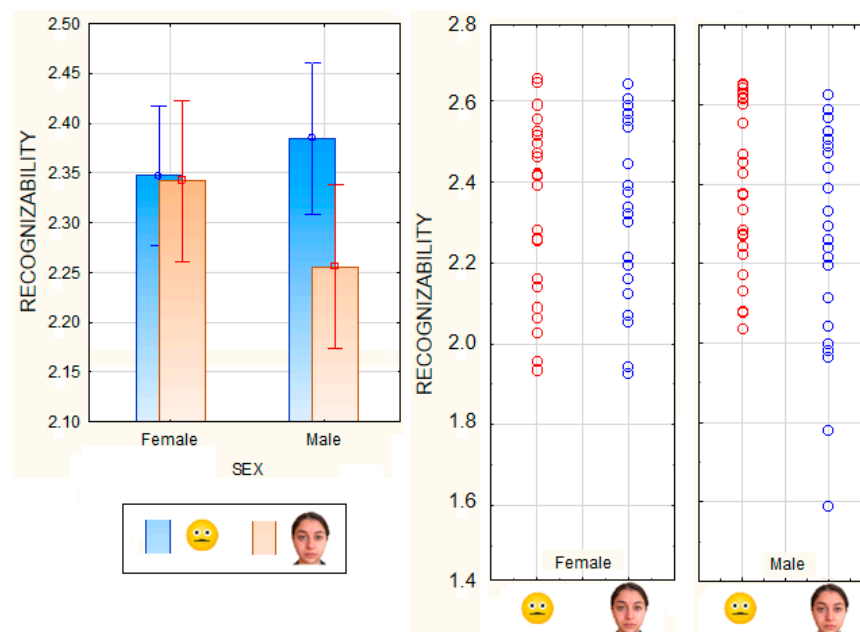 2.50
2.45
2.40
2.35
2.30
2.25
2.20
2.15
2.10
RECOGNIZABILITY
Female
Male
SEX
2.8
2.6
2.4
2.2
2.0
1.8
1.6
1.4
RECOGNIZABILITY
Female
Male